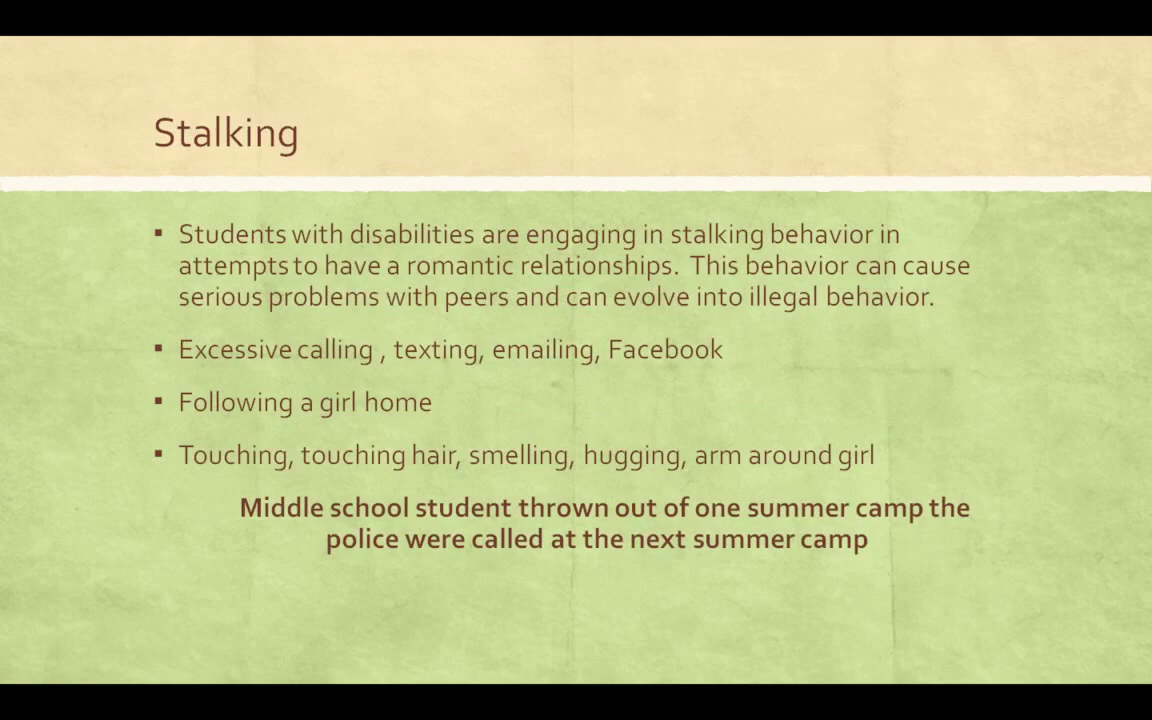 Stalking
▪ Students with disabilities are engaging in stalking behavior in
attempts to have a romantic relationships. This behavior can cause
serious problems with peers and can evolve into illegal behavior.
▪ Excessive calling , texting, emailing, Facebook
▪ Following a girl home
▪ Touching, touching hair, smelling, hugging, arm around girl
Middle school student thrown out of one summer camp the
police were called at the next summer camp